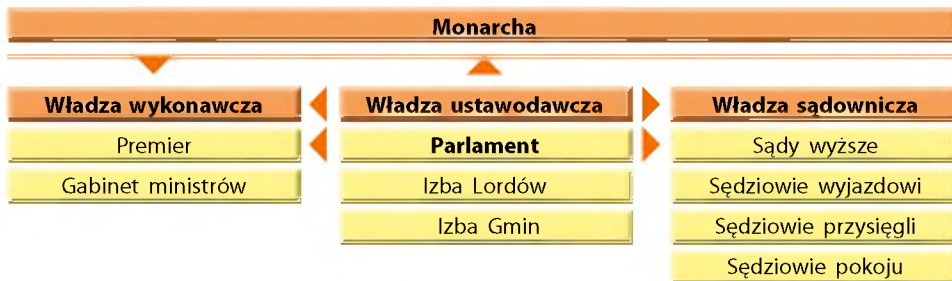 Monarcha
Władza wykonawcza
Premier
Gabinet ministrów
Władza ustawodawcza
Parlament
Izba Lordów
Izba Gmin
Władza sądownicza
Sądy wyższe
Sędziowie wyjazdowi
Sędziowie przysięgli
Sędziowie pokoju